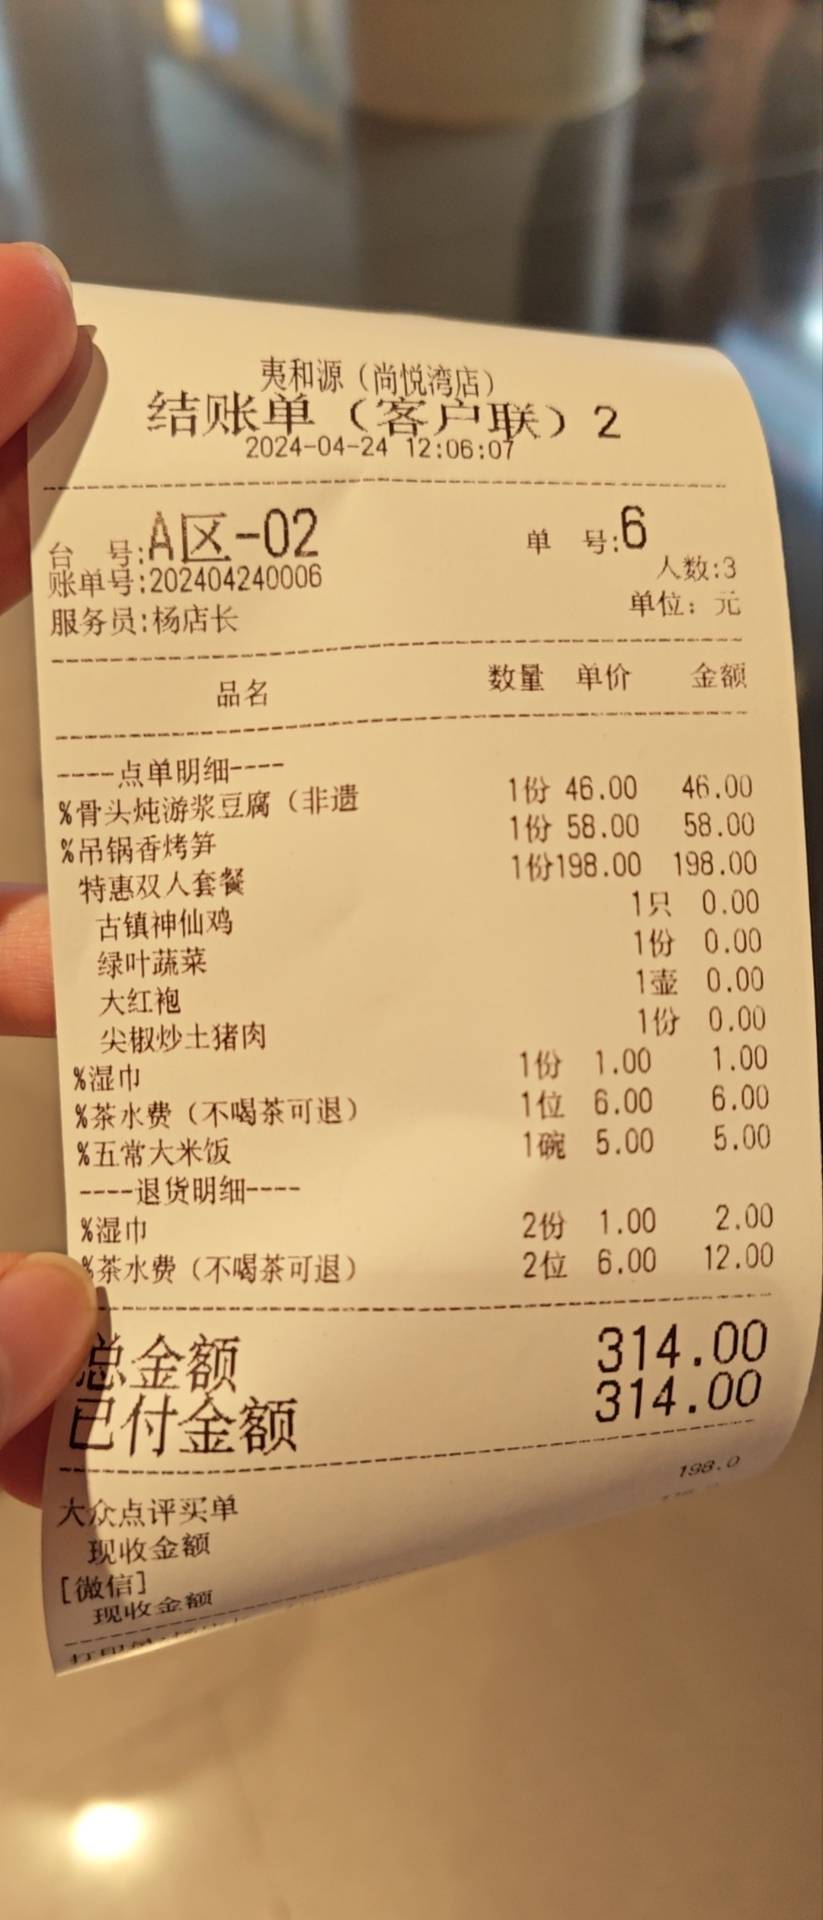 夷和源（尚悦湾店）
结账单（客户联）2
2024-04-24 12:06:07
台 号:A区-02 单 号:6
账单号:202404240006 人数:3
服务员:杨店长 单位: 元
品名 数量 单价 金额
----点单明细----
%骨头炖游浆豆腐（非遗 1份 46.00 46.00
%吊锅香烤笋 1份 58.00 58.00
特惠双人套餐 1份198.00 198.00
古镇神仙鸡 1只 0.00
绿叶蔬菜 1份 0.00
大红袍 1壶 0.00
尖椒炒土猪肉 1份 0.00
%湿巾 1份 1.00 1.00
%茶水费（不喝茶可退） 1位 6.00 6.00
%五常大米饭 1碗 5.00 5.00
----退货明细----
%湿巾 2份 1.00 2.00
%茶水费（不喝茶可退） 2位 6.00 12.00
总金额 314.00
已付金额 314.00
大众点评买单 198.0
现收金额
[微信]
现收金额